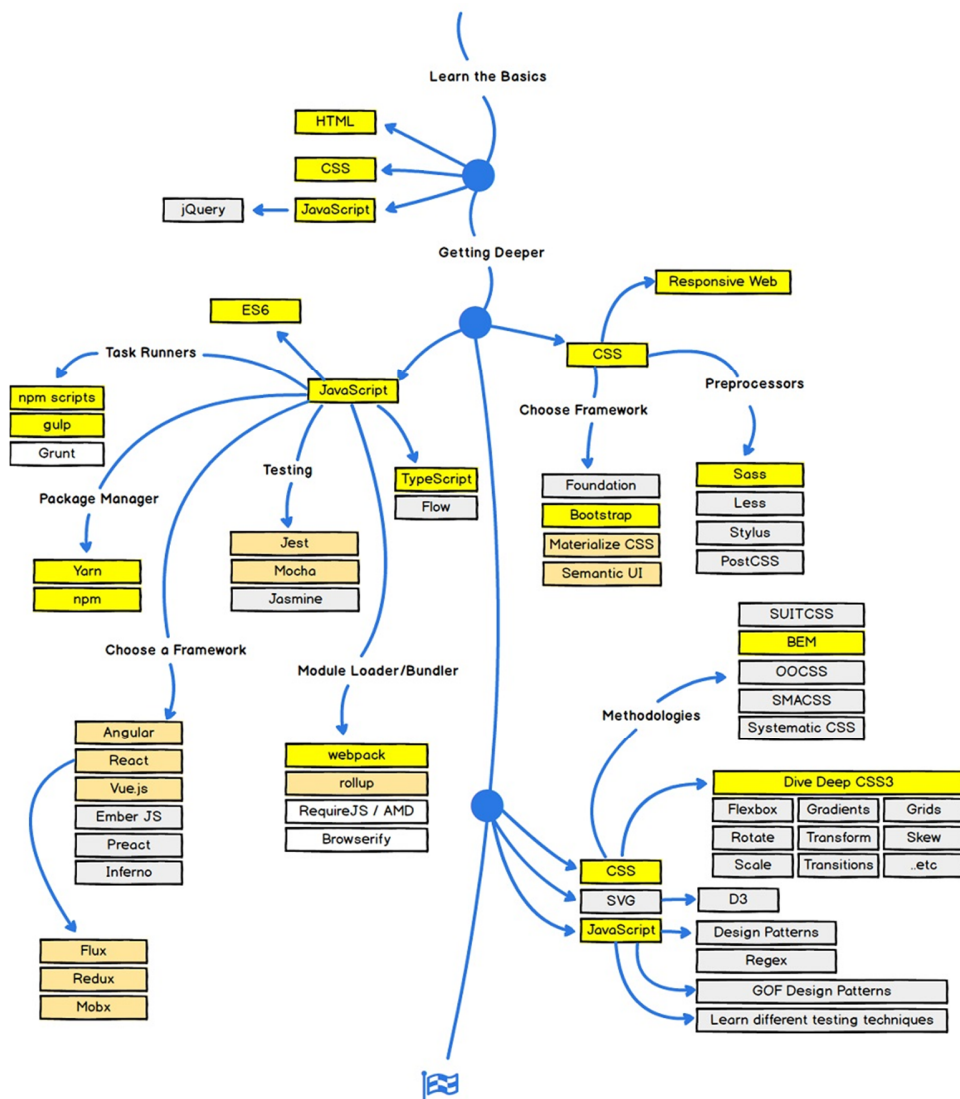 Learn the Basics
HTML
CSS
JavaScript
jQuery
Getting Deeper
Responsive Web
ES6
CSS
Task Runners
JavaScript
Preprocessors
npm scripts
gulp
Grunt
Choose Framework
Testing
TypeScript
Flow
Package Manager
Foundation
Bootstrap
Materialize CSS
Semantic UI
Sass
Less
Stylus
PostCSS
Jest
Mocha
Jasmine
Yarn
npm
Choose a Framework
Module Loader/Bundler
SUITCSS
BEM
OOCSS
SMACSS
Systematic CSS
Methodologies
Angular
React
Vue.js
Ember JS
Preact
Inferno
webpack
rollup
RequireJS / AMD
Browserify
Dive Deep CSS3
Flexbox Gradients Grids
Rotate Transform Skew
Scale Transitions ..etc
CSS
SVG
D3
JavaScript
Design Patterns
Regex
GOF Design Patterns
Learn different testing techniques
Flux
Redux
Mobx